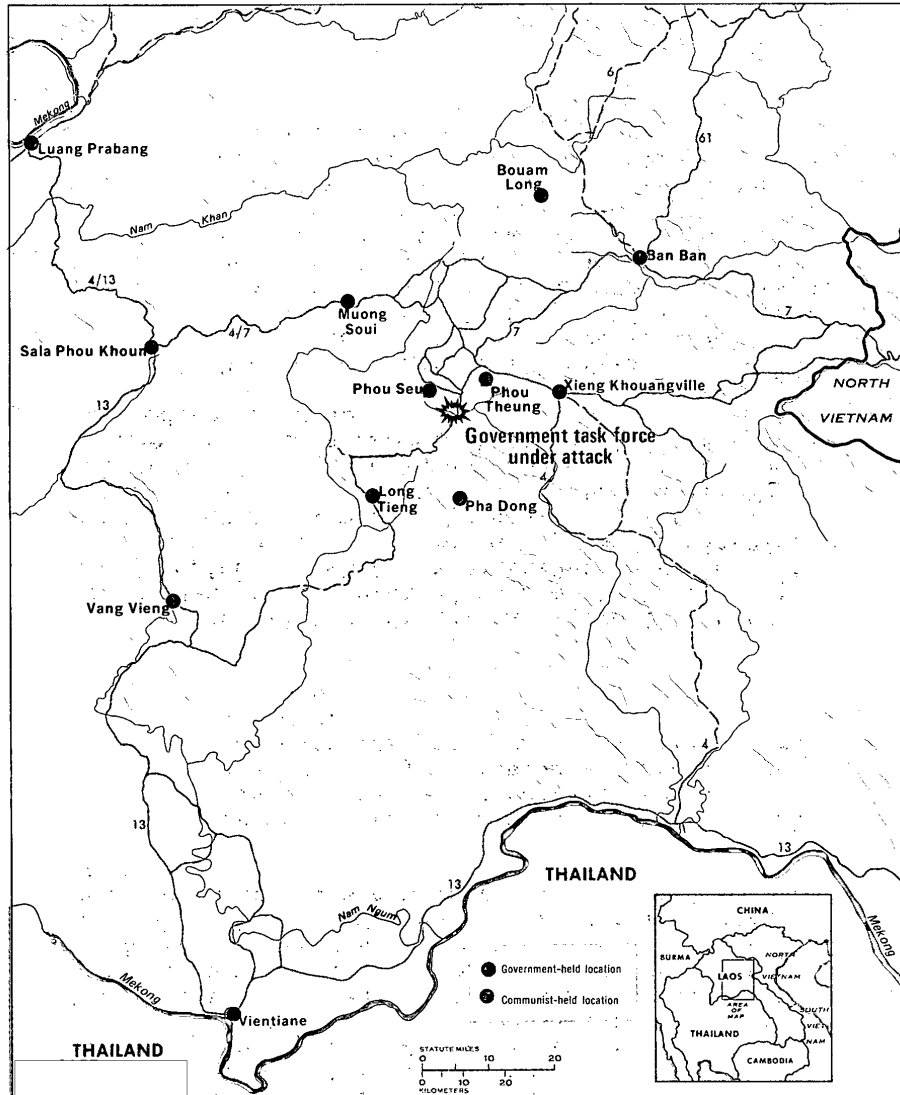 6
Mekong
Luang Prabang
61
Bouam
Long
Nam Khan
Ban Ban
4/13
7
Muong
Soui
4/7
7
Sala Phou Khoun
Phou Seu
Phou
Theung
Xieng Khouangville
NORTH
VIETNAM
13
Government task force
under attack
4
Long
Tieng
Pha Dong
Vang Vieng
4
13
13
13
THAILAND
Nam Ngum
Mekong
Mekong
Government-held location
Communist-held location
Vientiane
THAILAND
STATUTE MILES
0 10 20
0 10 20
KILOMETERS
CHINA
BURMA
NORTH
VIETNAM
LAOS
AREA
OF
MAP
SOUTH
VIET
NAM
THAILAND
CAMBODIA